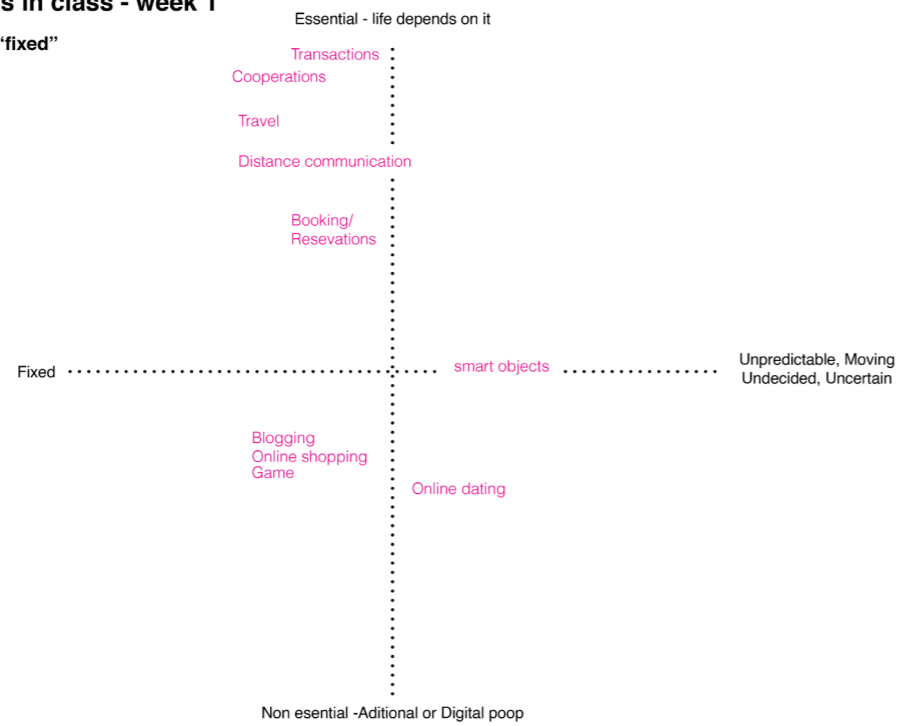 s in class - week 1
Essential - life depends on it
“fixed”
Transactions
Cooperations
Travel
Distance communication
Booking/
Resevations
Fixed
smart objects
Unpredictable, Moving
Undecided, Uncertain
Blogging
Online shopping
Game
Online dating
Non esential -Aditional or Digital poop